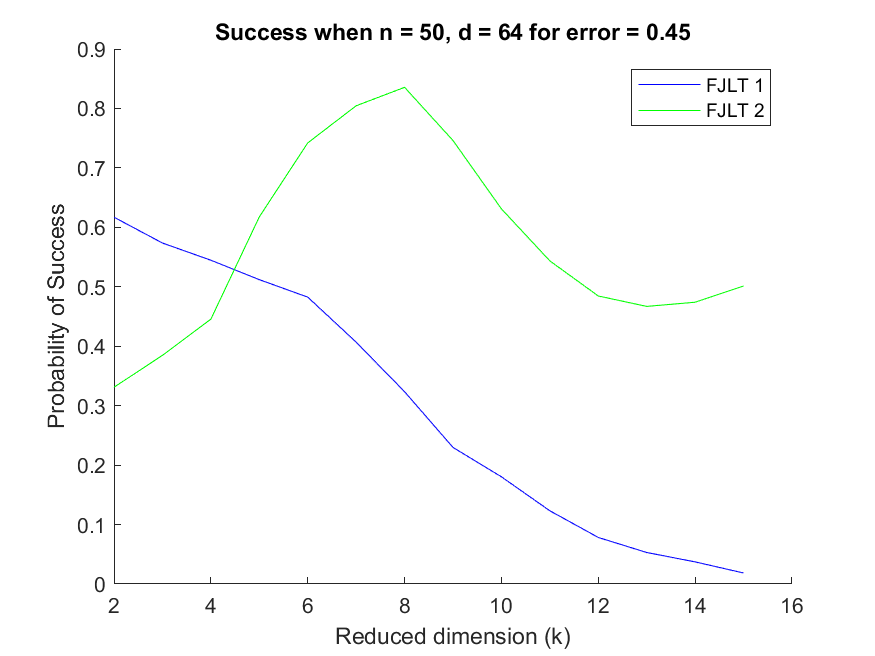 Success when n = 50, d = 64 for error = 0.45
FJLT 1
FJLT 2
Probability of Success
0.9
0.8
0.7
0.6
0.5
0.4
0.3
0.2
0.1
0
2 4 6 8 10 12 14 16
Reduced dimension (k)